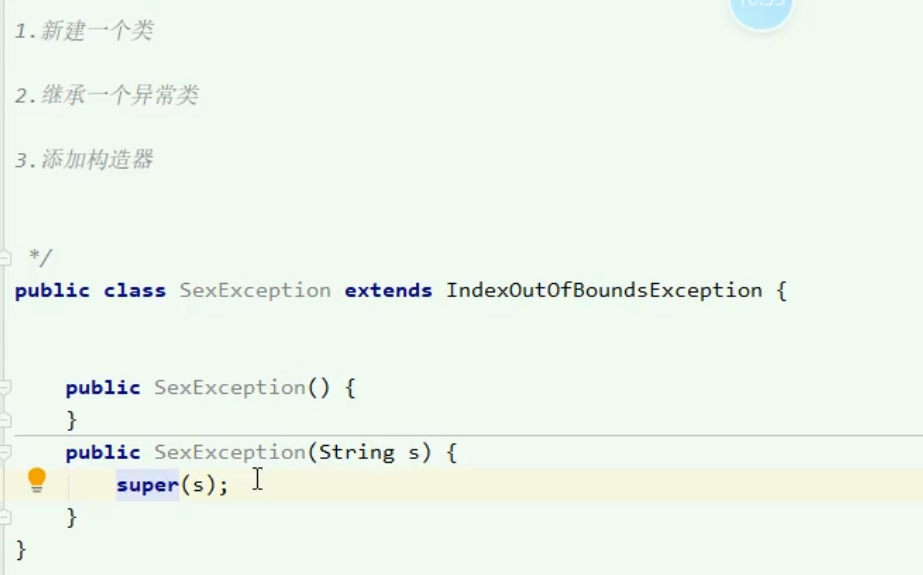 1.新建一个类
2.继承一个异常类
3.添加构造器
*/
public class SexException extends IndexOutOfBoundsException {
public SexException() {
}
public SexException(String s) {
super(s);
}
}